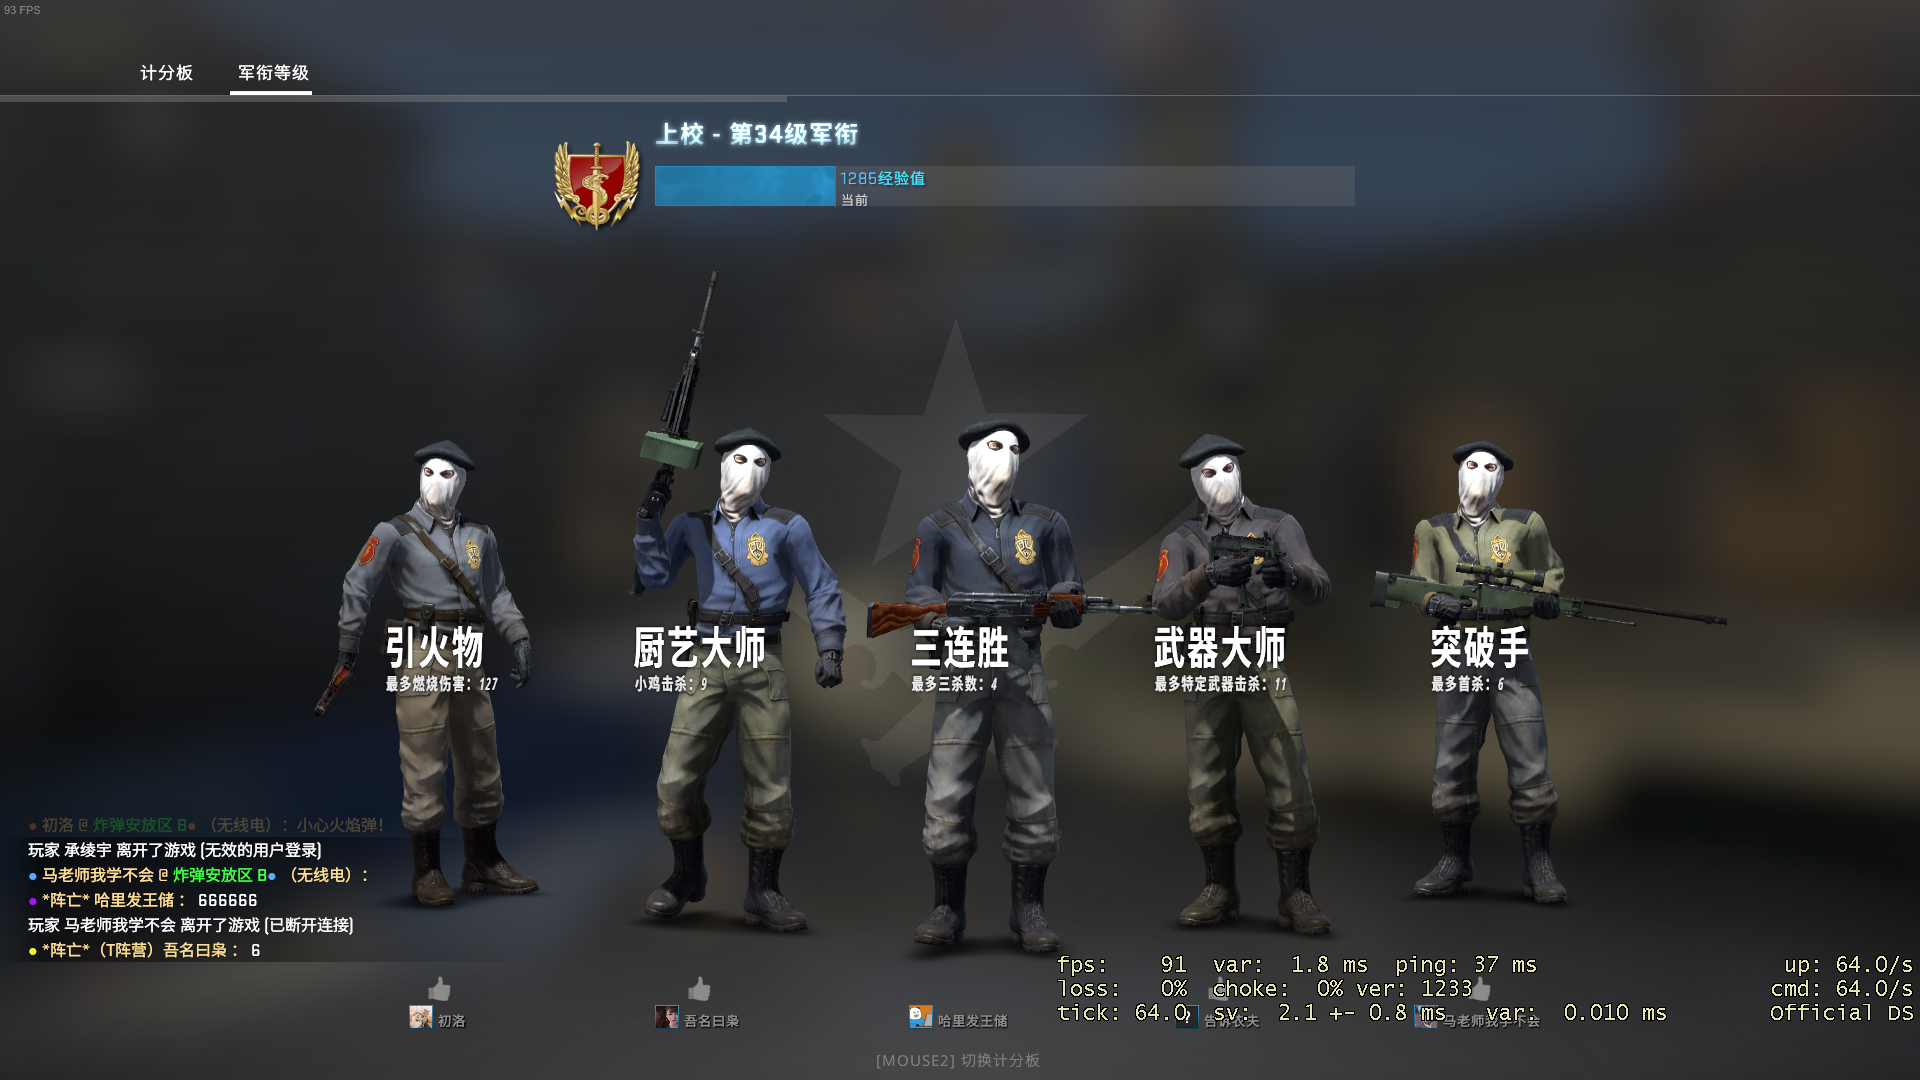 93 FPS
计分板
军衔等级
上校 - 第34级军衔
1285经验值
当前
引火物
最多燃烧伤害: 127
厨艺大师
小鸡击杀: 9
三连胜
最多三杀数: 4
武器大师
最多特定武器击杀: 11
突破手
最多首杀: 6
● 初洛 @ 炸弹安放区 B● （无线电）: 小心火焰弹!
玩家 承绫宇 离开了游戏 (无效的用户登录)
● 马老师我学不会 @ 炸弹安放区 B● （无线电）:
● *阵亡* 哈里发王储 : 666666
玩家 马老师我学不会 离开了游戏 (已断开连接)
● *阵亡*（T阵营）吾名曰枭 : 6
初洛
吾名曰枭
哈里发王储
告诉农夫
马老师我学不会
fps: 91 var: 1.8 ms ping: 37 ms
loss: 0% choke: 0% ver: 1233
tick: 64.0 sv: 2.1 +- 0.8 ms var: 0.010 ms
up: 64.0/s
cmd: 64.0/s
Official DS
[MOUSE2] 切换计分板